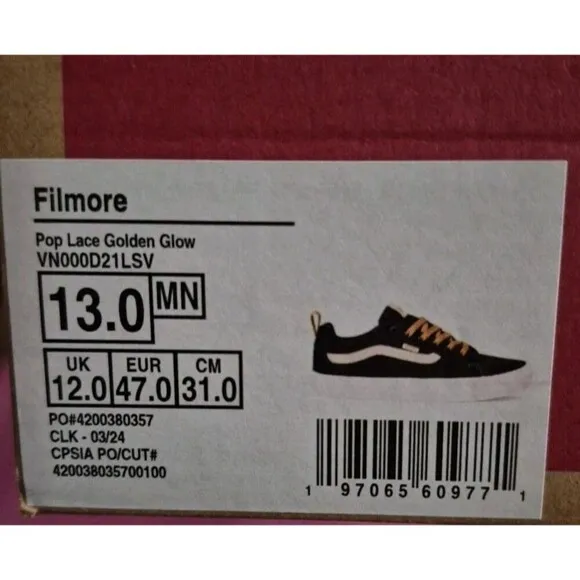 Filmore
Pop Lace Golden Glow
VN000D21LSV
13.0 MN
UK EUR CM
12.0 47.0 31.0
PO#4200380357
CLK - 03/24
CPSIA PO/CUT#
420038035700100
1 97065 60977 1